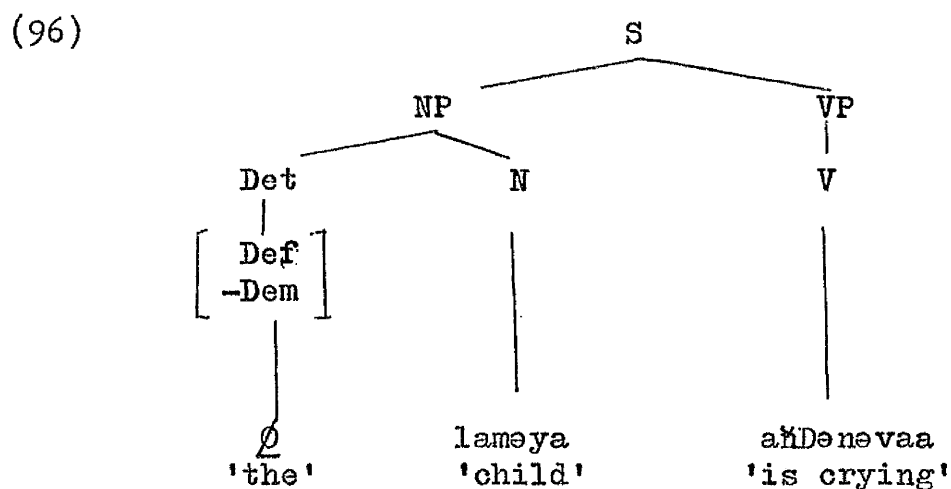 (96)
S
NP VP
Det N V
Def
-Dem
Ø laməya aňDənəvaa
'the' 'child' 'is crying'